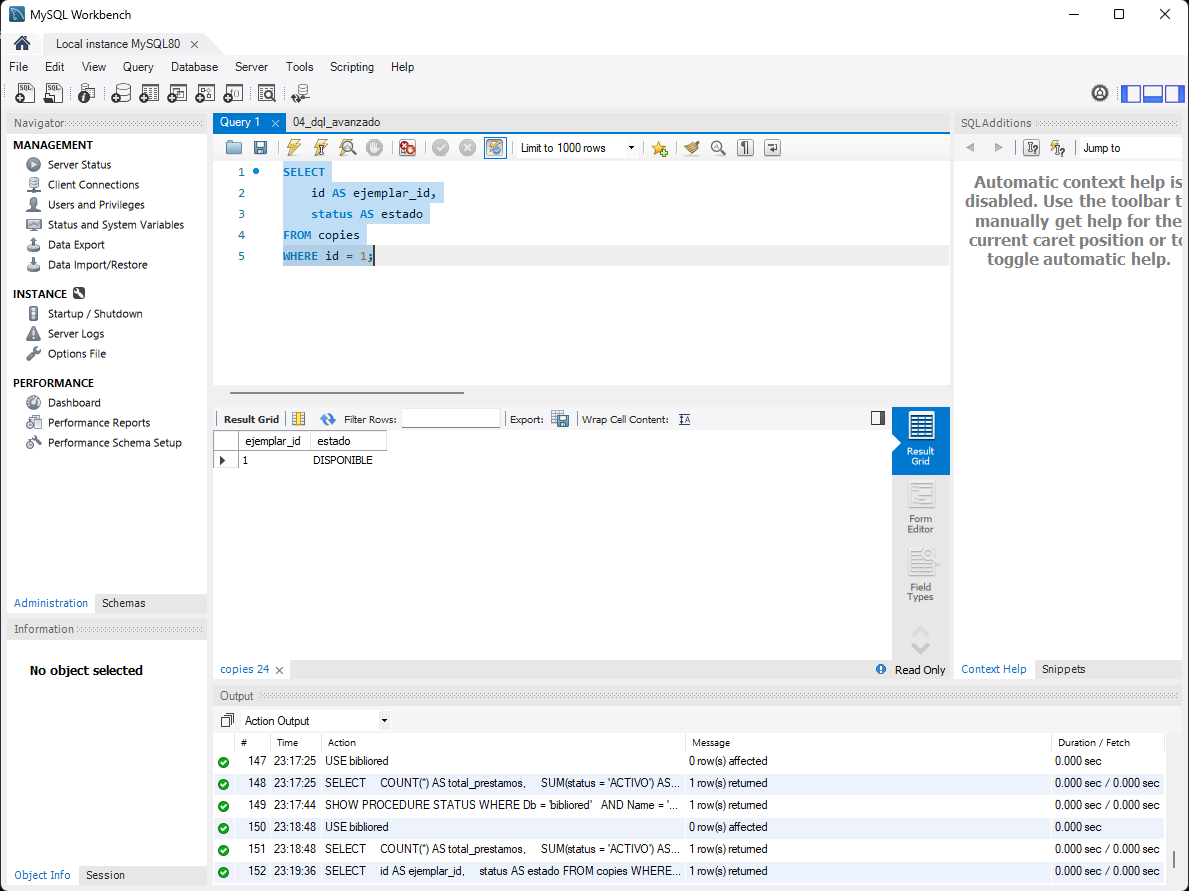 MySQL Workbench
Local instance MySQL80
File Edit View Query Database Server Tools Scripting Help
Navigator
MANAGEMENT
Server Status
Client Connections
Users and Privileges
Status and System Variables
Data Export
Data Import/Restore
INSTANCE
Startup / Shutdown
Server Logs
Options File
PERFORMANCE
Dashboard
Performance Reports
Performance Schema Setup
Administration Schemas
Information
No object selected
Object Info Session
Query 1 04_dql_avanzado
Limit to 1000 rows
1 SELECT
2 id AS ejemplar_id,
3 status AS estado
4 FROM copies
5 WHERE id = 1;
Result Grid Filter Rows: Export: Wrap Cell Content:
ejemplar_id estado
1 DISPONIBLE
Result
Grid
Form
Editor
Field
Types
copies 24 Read Only
SQLAdditions
Jump to
Automatic context help is
disabled. Use the toolbar t
manually get help for the
current caret position or to
toggle automatic help.
Context Help Snippets
Output
Action Output
# Time Action Message Duration / Fetch
147 23:17:25 USE bibliored 0 row(s) affected 0.000 sec
148 23:17:25 SELECT COUNT(*) AS total_prestamos, SUM(status = 'ACTIVO') AS... 1 row(s) returned 0.000 sec / 0.000 sec
149 23:17:44 SHOW PROCEDURE STATUS WHERE Db = 'bibliored' AND Name = '... 1 row(s) returned 0.000 sec / 0.000 sec
150 23:18:48 USE bibliored 0 row(s) affected 0.000 sec
151 23:18:48 SELECT COUNT(*) AS total_prestamos, SUM(status = 'ACTIVO') AS... 1 row(s) returned 0.000 sec / 0.000 sec
152 23:19:36 SELECT id AS ejemplar_id, status AS estado FROM copies WHERE... 1 row(s) returned 0.000 sec / 0.000 sec